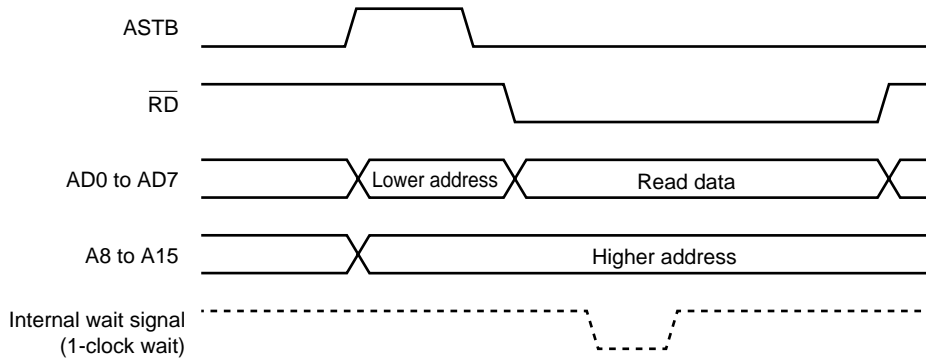 ASTB
RD
AD0 to AD7
Lower address
Read data
A8 to A15
Higher address
Internal wait signal
(1-clock wait)